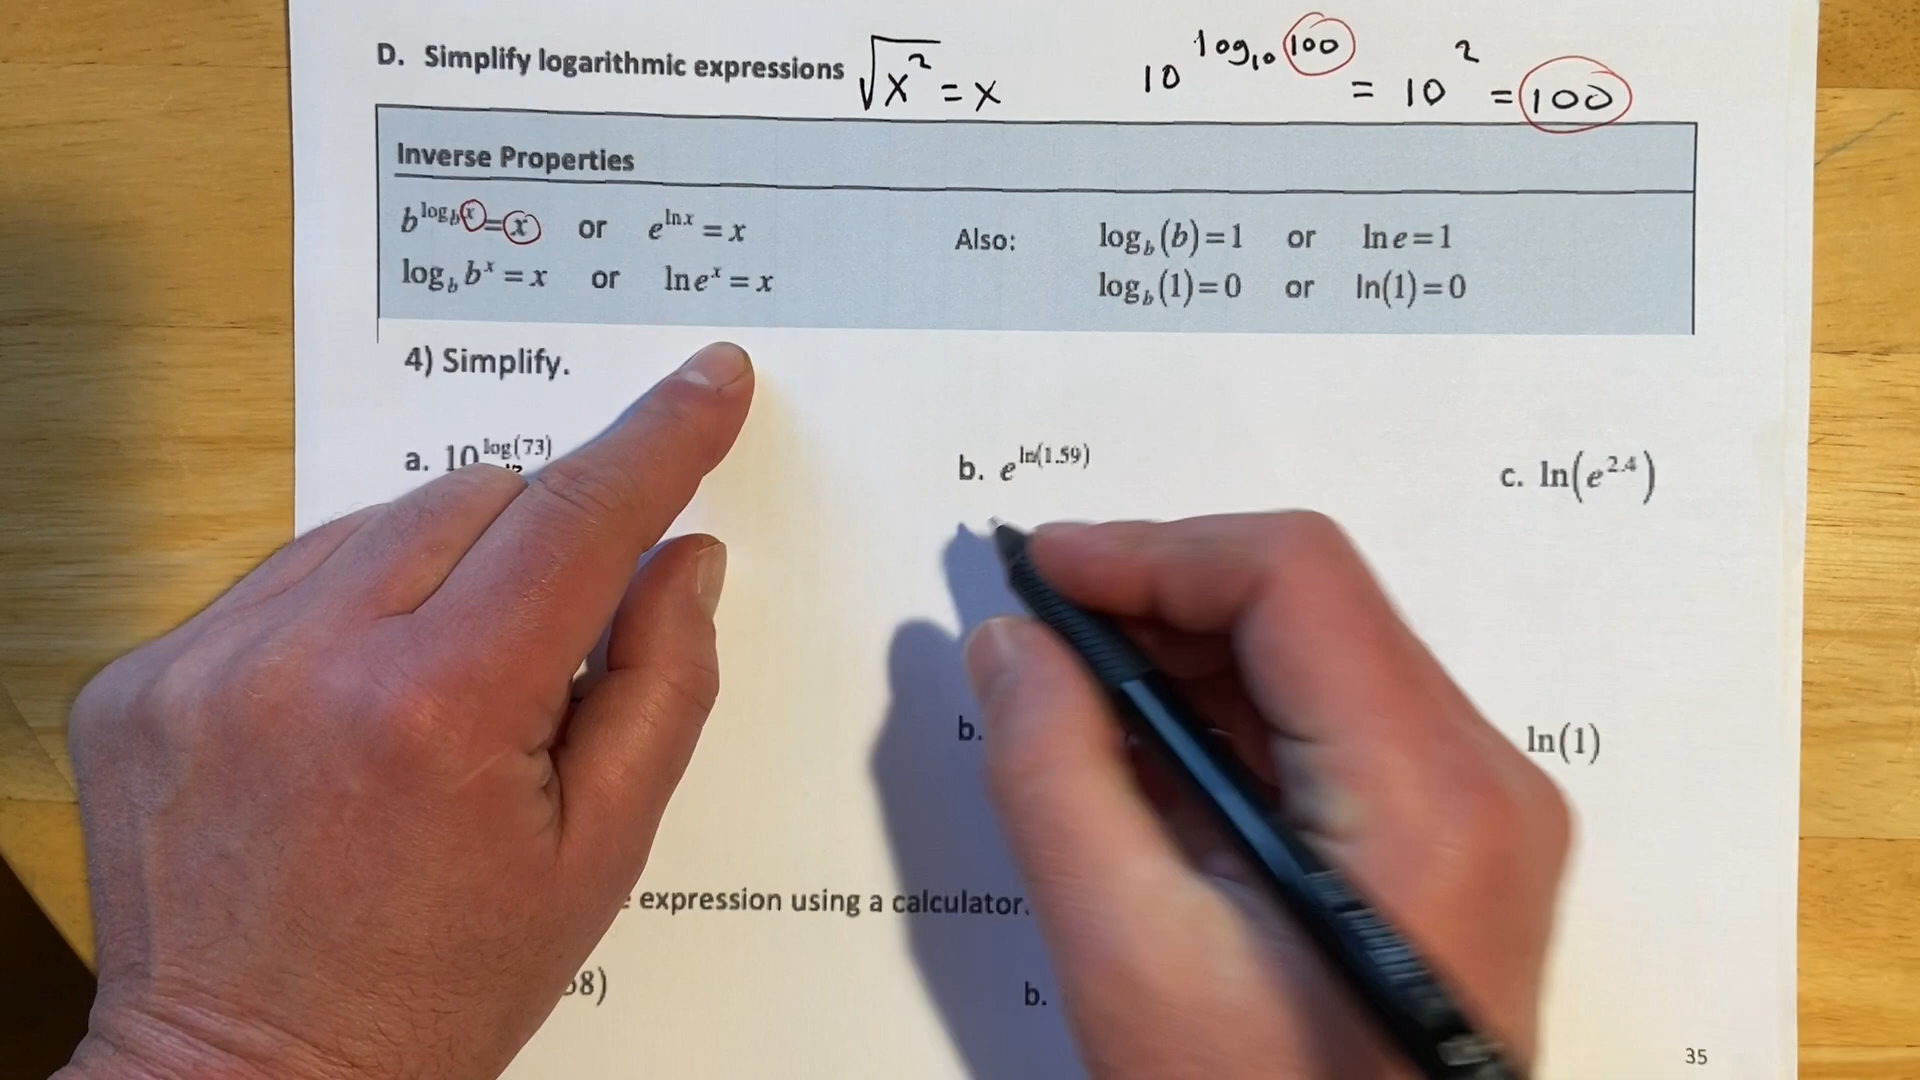 D. Simplify logarithmic expressions √x² = x 10^log₁₀ 100 = 10² = 100
Inverse Properties
b^log_b x = x or e^ln x = x Also: log_b (b) = 1 or ln e = 1
log_b b^x = x or ln e^x = x log_b (1) = 0 or ln(1) = 0
4) Simplify.
a. 10^log(73) b. e^ln(1.59) c. ln(e^2.4)
b. ln(1)
expression using a calculator.
8) b.
35